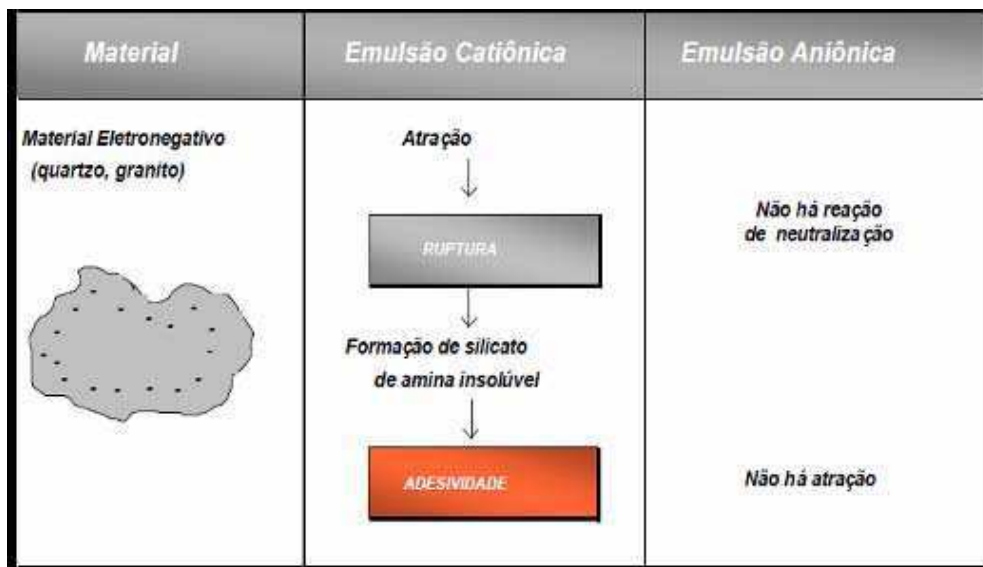 Material
Emulsão Catiônica
Emulsão Aniônica
Material Eletronegativo
(quartzo, granito)
Atração
RUPTURA
Formação de silicato
de amina insolúvel
ADESIVIDADE
Não há reação
de neutralização
Não há atração